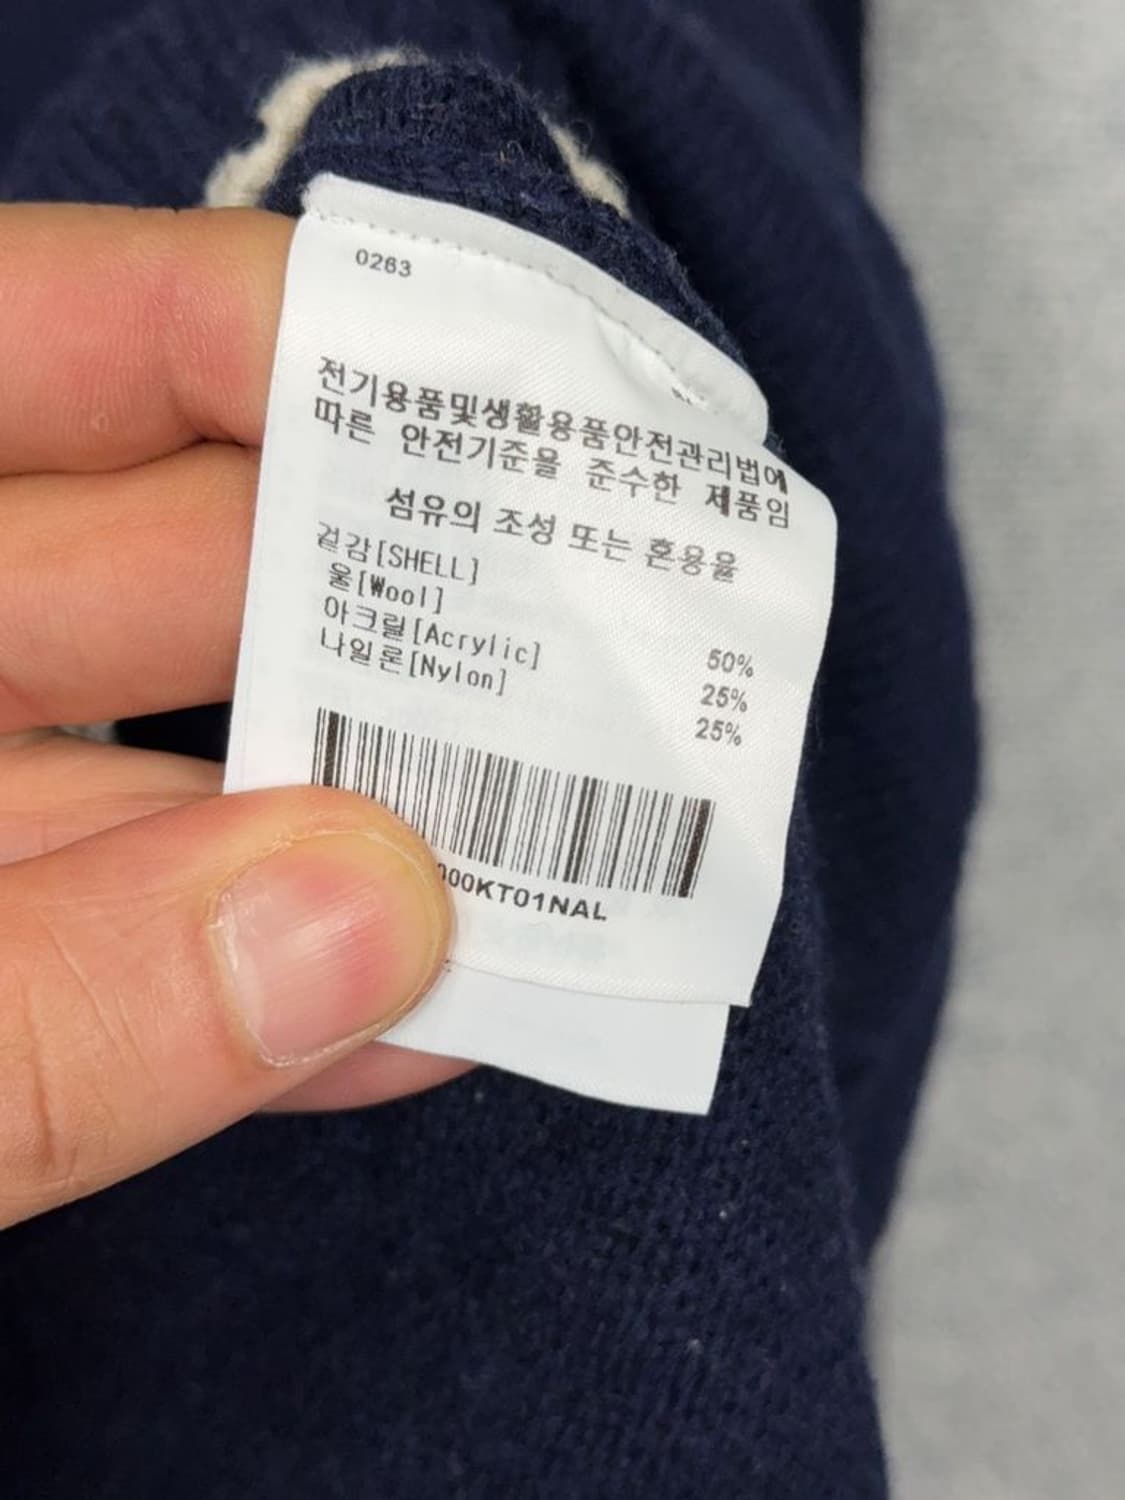 0263
전기용품및생활용품안전관리법에
따른 안전기준을 준수한 제품임
섬유의 조성 또는 혼용율
겉감[SHELL]
울[Wool] 50%
아크릴[Acrylic] 25%
나일론[Nylon] 25%
000KT01NAL